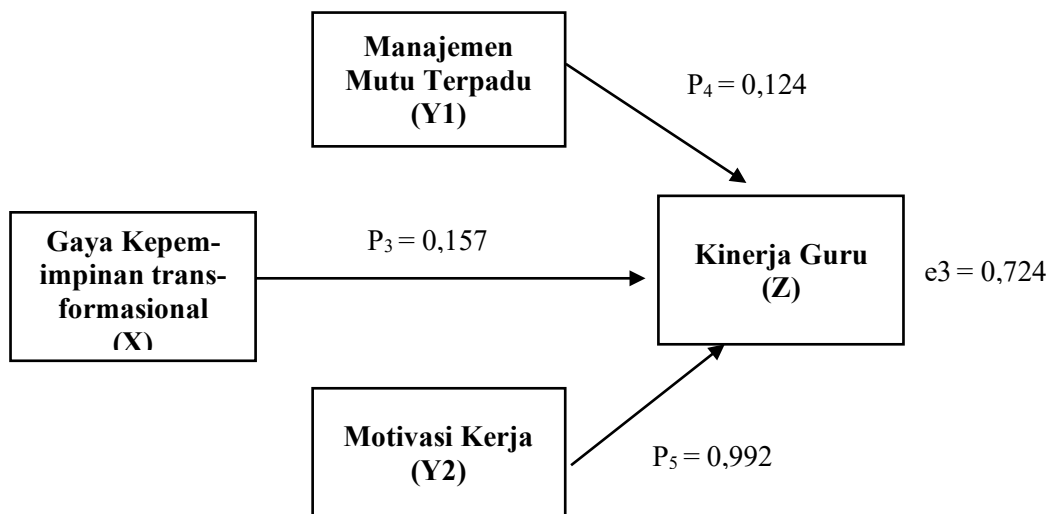 Manajemen
Mutu Terpadu
(Y1)
P₄ = 0,124
Gaya Kepem-
impinan trans-
formasional
(X)
P₃ = 0,157
Kinerja Guru
(Z)
e3 = 0,724
Motivasi Kerja
(Y2)
P₅ = 0,992